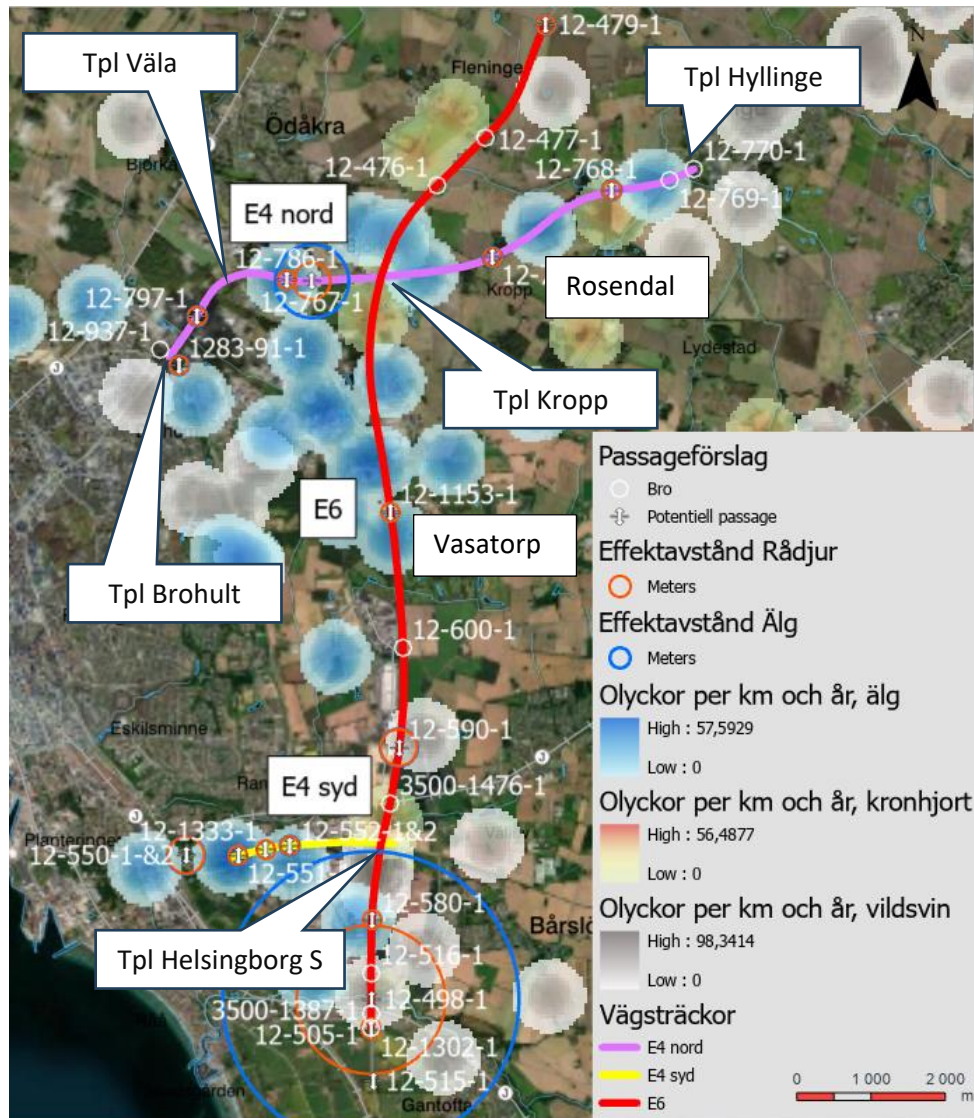 12-479-1
Tpl Väla
Fleninge
Tpl Hyllinge
N
Ödåkra
12-477-1
12-770-1
12-476-1
12-768-1
12-769-1
E4 nord
12-786-1
12-
Kropp
Rosendal
12-767-1
12-797-1
12-937-1
1283-91-1
Lydestad
J
J
Tpl Kropp
Passageförslag
Bro
Potentiell passage
E6
12-1153-1
Vasatorp
Effektavstånd Rådjur
Meters
Tpl Brohult
Effektavstånd Älg
Meters
12-600-1
Olyckor per km och år, älg
High : 57,5929
Low : 0
Eskilsminne
12-590-1
J
E4 syd
3500-1476-1
Olyckor per km och år, kronhjort
High : 56,4877
Low : 0
J
Planteringen
12-1333-1
12-552-1&2
12-550-1-&2
12-551-
Olyckor per km och år, vildsvin
High : 98,3414
Low : 0
12-580-1
Tpl Helsingborg S
12-516-1
12-498-1
3500-1387-1
12-505-1
12-1302-1
Vägsträckor
E4 nord
E4 syd
E6
12-515-1
Gantofta
J
0 1 000 2 000
m